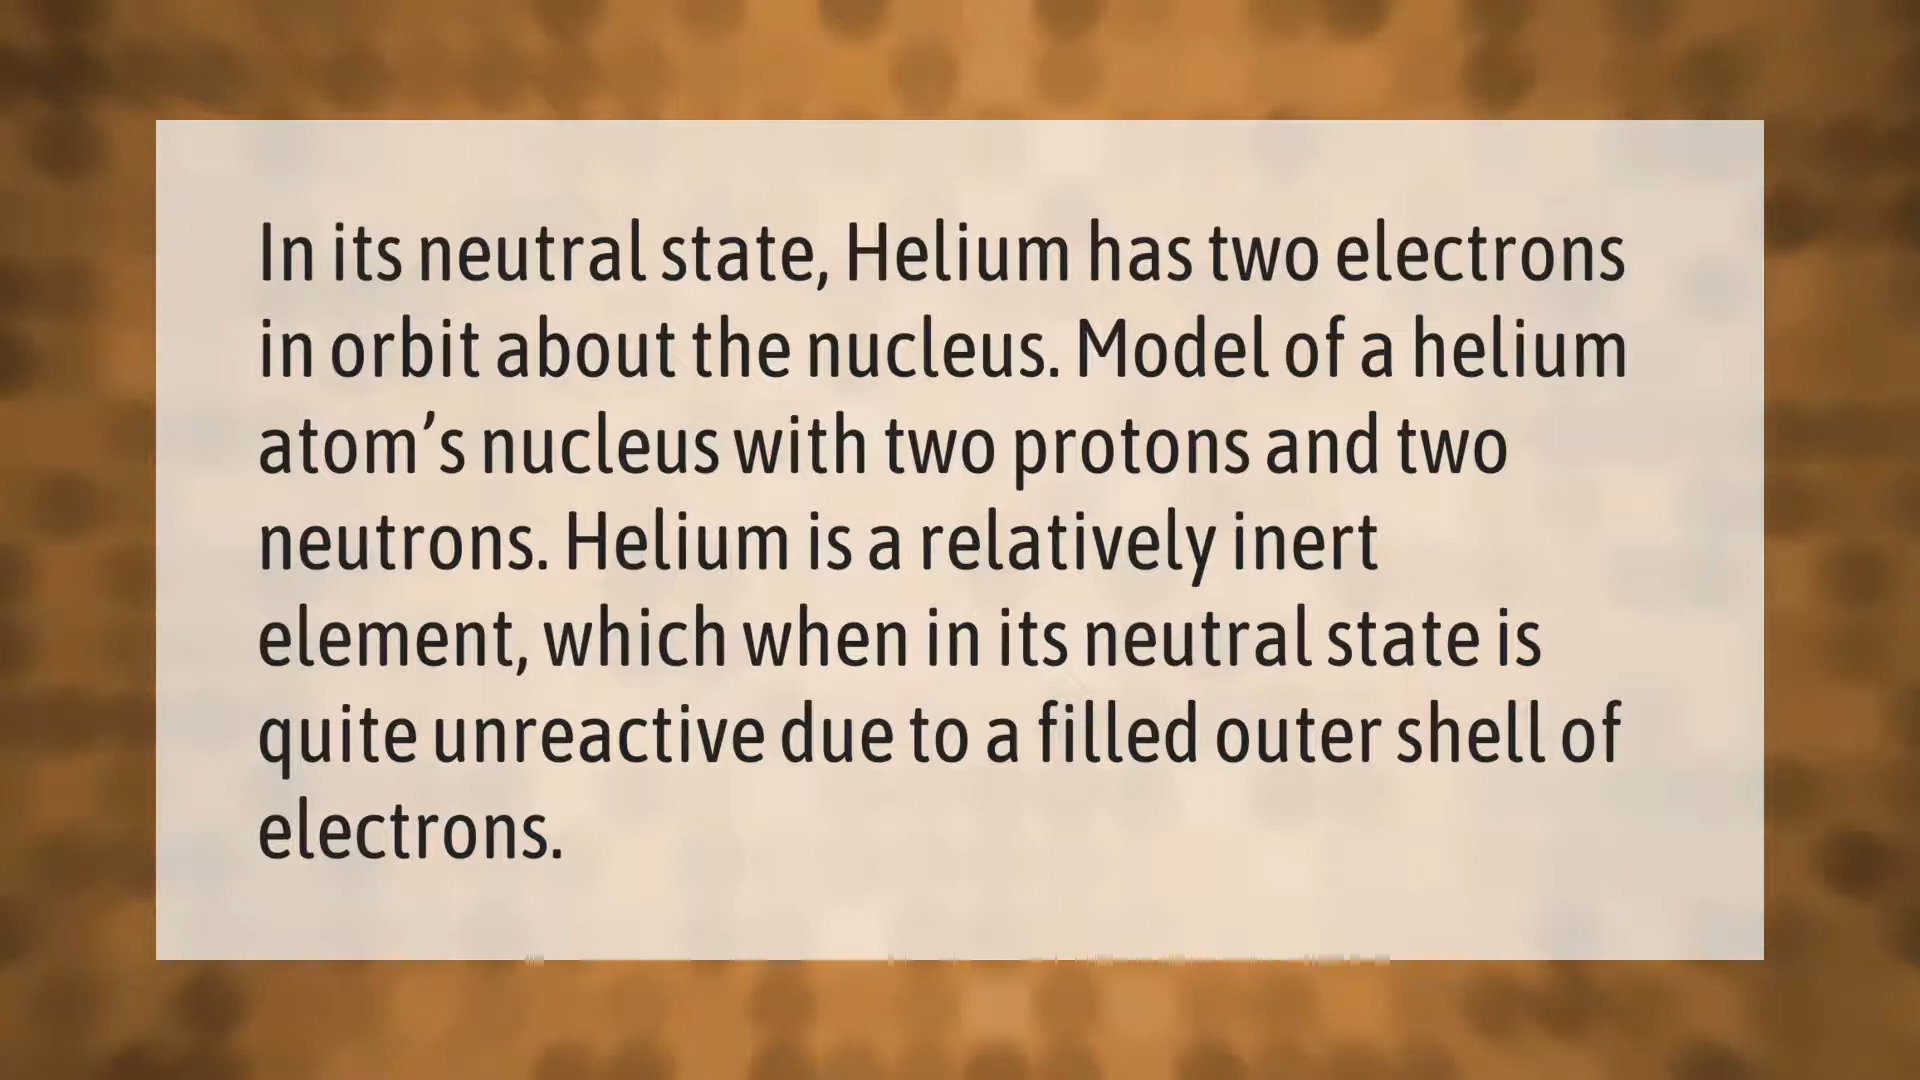 In its neutral state, Helium has two electrons
in orbit about the nucleus. Model of a helium
atom’s nucleus with two protons and two
neutrons. Helium is a relatively inert
element, which when in its neutral state is
quite unreactive due to a filled outer shell of
electrons.